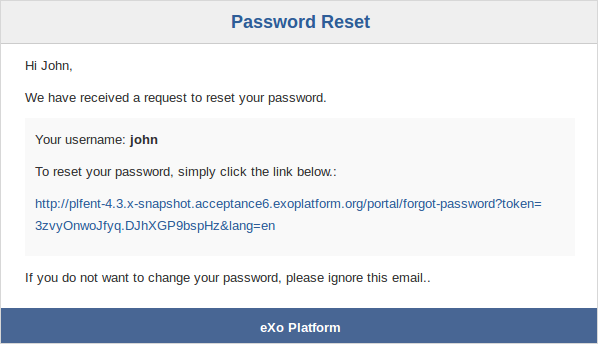 Password Reset
Hi John,
We have received a request to reset your password.
Your username: john
To reset your password, simply click the link below.:
http://plfent-4.3.x-snapshot.acceptance6.exoplatform.org/portal/forgot-password?token=
3zvyOnwoJfyq.DJhXGP9bspHz&lang=en
If you do not want to change your password, please ignore this email..
eXo Platform